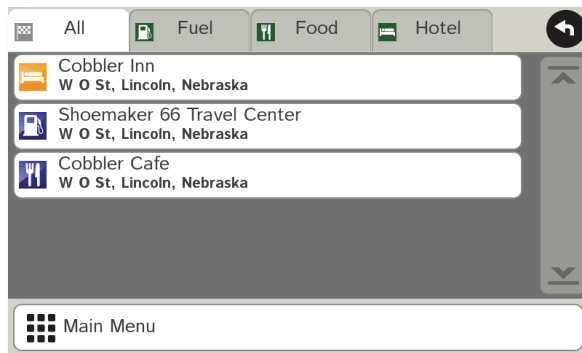 All
Fuel
Food
Hotel
Cobbler Inn
W O St, Lincoln, Nebraska
Shoemaker 66 Travel Center
W O St, Lincoln, Nebraska
Cobbler Cafe
W O St, Lincoln, Nebraska
Main Menu